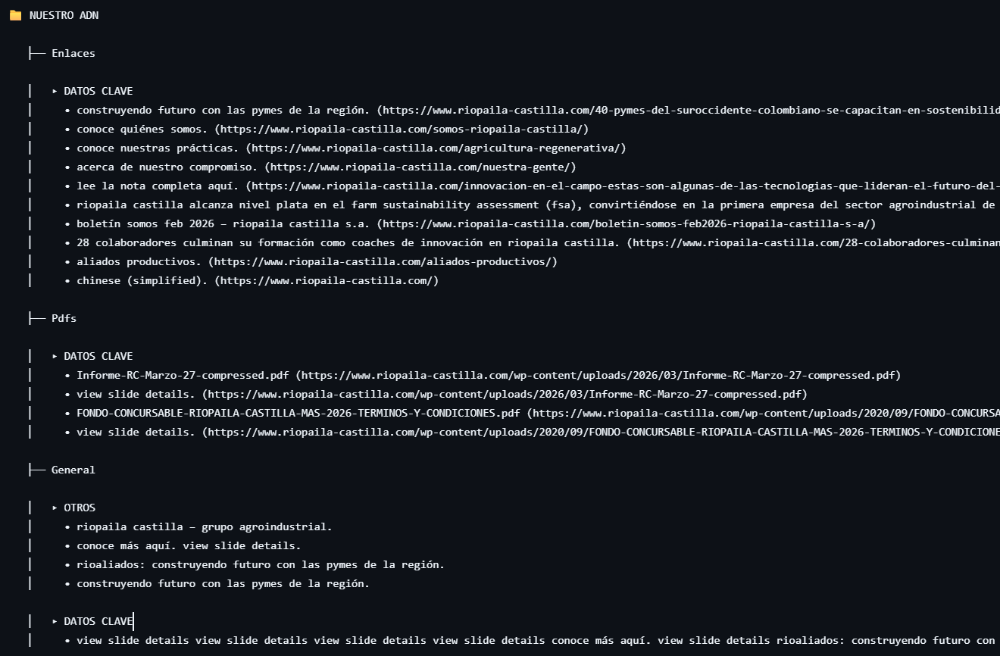 📁 NUESTRO ADN
├── Enlaces
│ ▸ DATOS CLAVE
│ • construyendo futuro con las pymes de la región. (https://www.riopaila-castilla.com/40-pymes-del-suroccidente-colombiano-se-capacitan-en-sostenibilid
│ • conoce quiénes somos. (https://www.riopaila-castilla.com/somos-riopaila-castilla/)
│ • conoce nuestras prácticas. (https://www.riopaila-castilla.com/agricultura-regenerativa/)
│ • acerca de nuestro compromiso. (https://www.riopaila-castilla.com/nuestra-gente/)
│ • lee la nota completa aquí. (https://www.riopaila-castilla.com/innovacion-en-el-campo-estas-son-algunas-de-las-tecnologias-que-lideran-el-futuro-del-
│ • riopaila castilla alcanza nivel plata en el farm sustainability assessment (fsa), convirtiéndose en la primera empresa del sector agroindustrial de
│ • boletín somos feb 2026 – riopaila castilla s.a. (https://www.riopaila-castilla.com/boletin-somos-feb2026-riopaila-castilla-s-a/)
│ • 28 colaboradores culminan su formación como coaches de innovación en riopaila castilla. (https://www.riopaila-castilla.com/28-colaboradores-culminan
│ • aliados productivos. (https://www.riopaila-castilla.com/aliados-productivos/)
│ • chinese (simplified). (https://www.riopaila-castilla.com/)
├── Pdfs
│ ▸ DATOS CLAVE
│ • Informe-RC-Marzo-27-compressed.pdf (https://www.riopaila-castilla.com/wp-content/uploads/2026/03/Informe-RC-Marzo-27-compressed.pdf)
│ • view slide details. (https://www.riopaila-castilla.com/wp-content/uploads/2026/03/Informe-RC-Marzo-27-compressed.pdf)
│ • FONDO-CONCURSABLE-RIOPAILA-CASTILLA-MAS-2026-TERMINOS-Y-CONDICIONES.pdf (https://www.riopaila-castilla.com/wp-content/uploads/2020/09/FONDO-CONCURSA
│ • view slide details. (https://www.riopaila-castilla.com/wp-content/uploads/2020/09/FONDO-CONCURSABLE-RIOPAILA-CASTILLA-MAS-2026-TERMINOS-Y-CONDICIONE
├── General
│ ▸ OTROS
│ • riopaila castilla – grupo agroindustrial.
│ • conoce más aquí. view slide details.
│ • rioaliados: construyendo futuro con las pymes de la región.
│ • construyendo futuro con las pymes de la región.
│ ▸ DATOS CLAVE
│ • view slide details view slide details view slide details view slide details conoce más aquí. view slide details rioaliados: construyendo futuro con